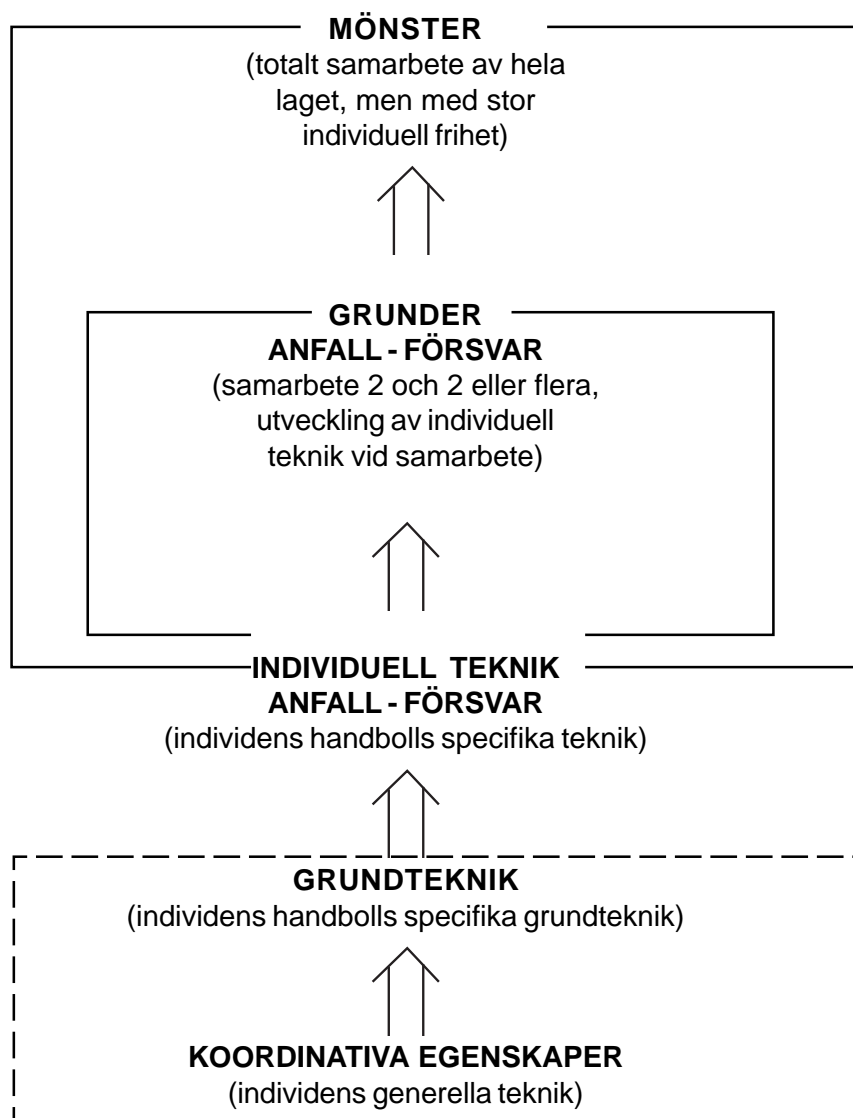 MÖNSTER
(totalt samarbete av hela
laget, men med stor
individuell frihet)
GRUNDER
ANFALL - FÖRSVAR
(samarbete 2 och 2 eller flera,
utveckling av individuell
teknik vid samarbete)
INDIVIDUELL TEKNIK
ANFALL - FÖRSVAR
(individens handbolls specifika teknik)
GRUNDTEKNIK
(individens handbolls specifika grundteknik)
KOORDINATIVA EGENSKAPER
(individens generella teknik)